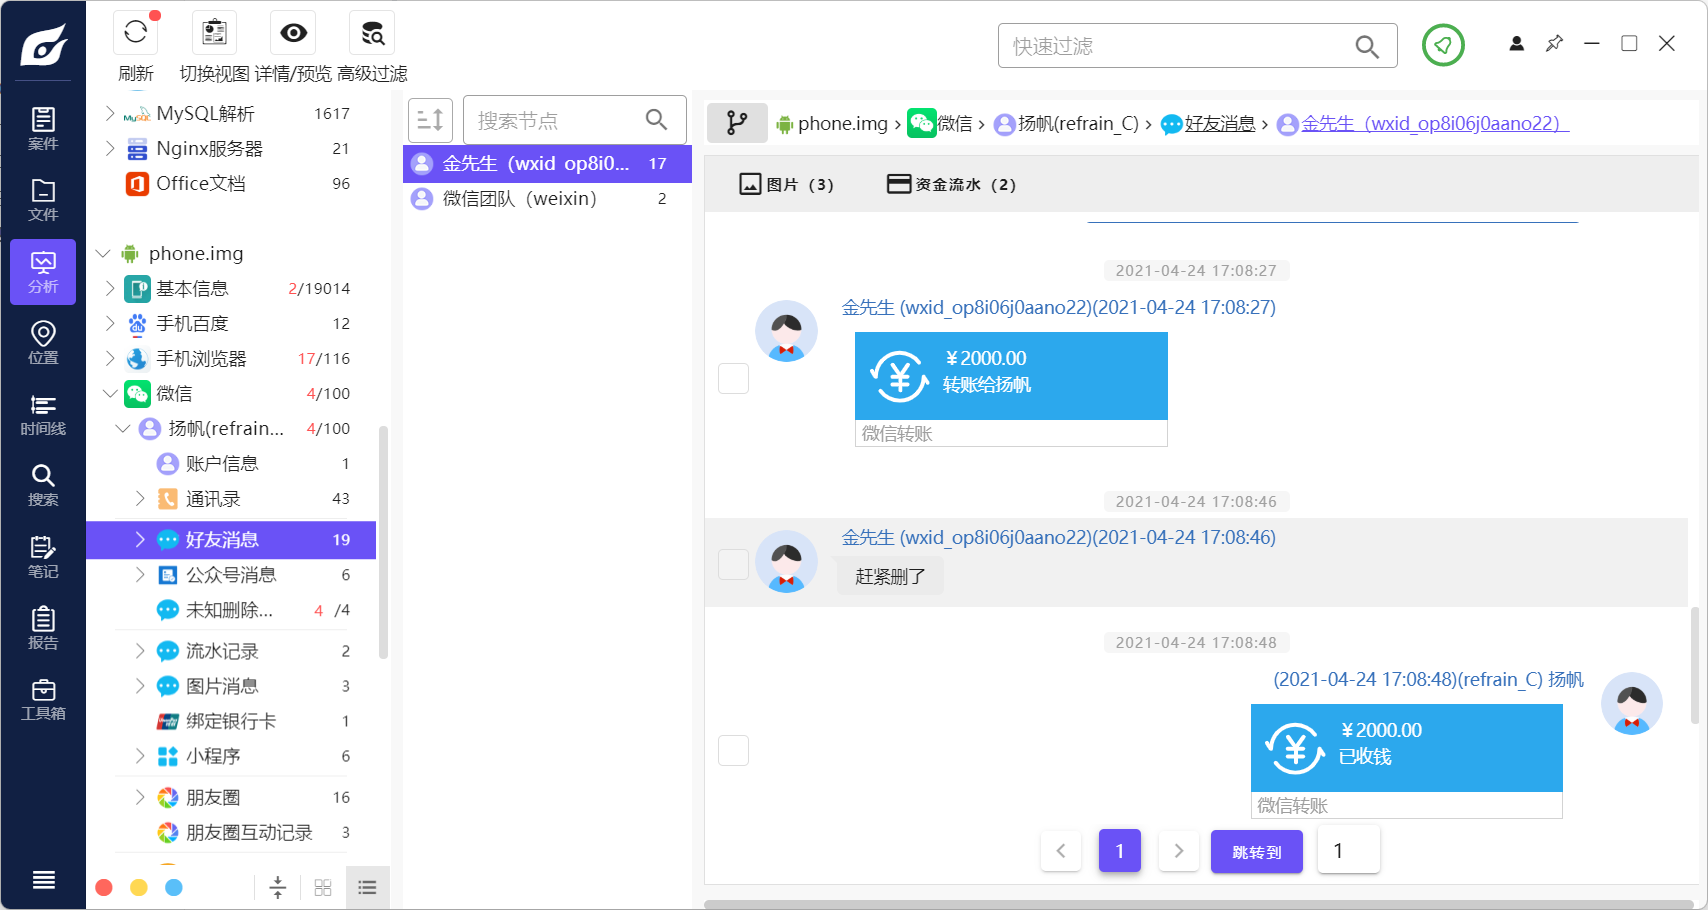 刷新
切换视图
详情/预览
高级过滤
快速过滤
案件
文件
分析
位置
时间线
搜索
笔记
报告
工具箱
MySQL解析 1617
Nginx服务器 21
Office文档 96
phone.img
基本信息 2/19014
手机百度 12
手机浏览器 17/116
微信 4/100
扬帆(refrain... 4/100
账户信息 1
通讯录 43
好友消息 19
公众号消息 6
未知删除... 4 /4
流水记录 2
图片消息 3
绑定银行卡 1
小程序 6
朋友圈 16
朋友圈互动记录 3
搜索节点
金先生（wxid_op8i0... 17
微信团队（weixin） 2
phone.img › 微信 › 扬帆(refrain_C) › 好友消息 › 金先生（wxid_op8i06j0aano22）
图片（3）
资金流水（2）
2021-04-24 17:08:27
金先生 (wxid_op8i06j0aano22)(2021-04-24 17:08:27)
￥2000.00
转账给扬帆
微信转账
2021-04-24 17:08:46
金先生 (wxid_op8i06j0aano22)(2021-04-24 17:08:46)
赶紧删了
2021-04-24 17:08:48
(2021-04-24 17:08:48)(refrain_C) 扬帆
￥2000.00
已收钱
微信转账
1
跳转到
1